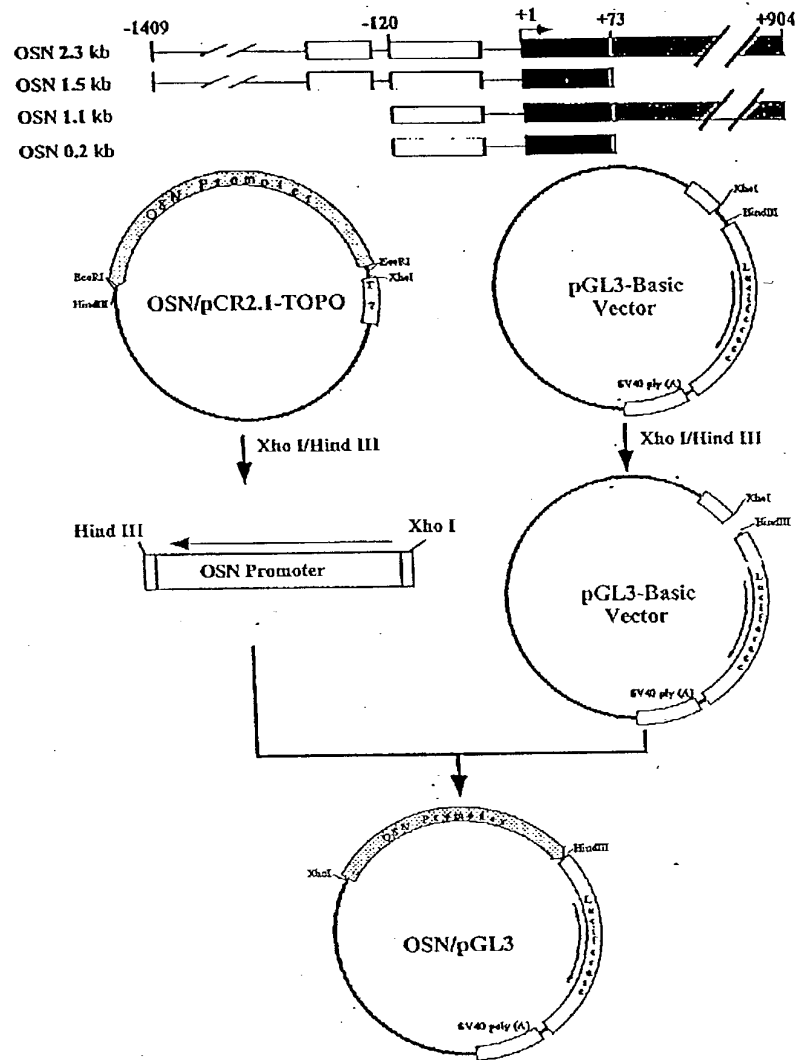 -1409 -120 +1 +73 +904
OSN 2.3 kb
OSN 1.5 kb
OSN 1.1 kb
OSN 0.2 kb
OSN Promoter
EcoRI
XhoI
EcoRI
HindIII
T7
OSN/pCR2.1-TOPO
XhoI
HindIII
pGL3-Basic
Vector
SV40 ply (A)
Xho I/Hind III
Xho I/Hind III
Hind III
Xho I
OSN Promoter
XhoI
HindIII
pGL3-Basic
Vector
SV40 ply (A)
OSN Promoter
XhoI
HindIII
OSN/pGL3
SV40 poly (A)